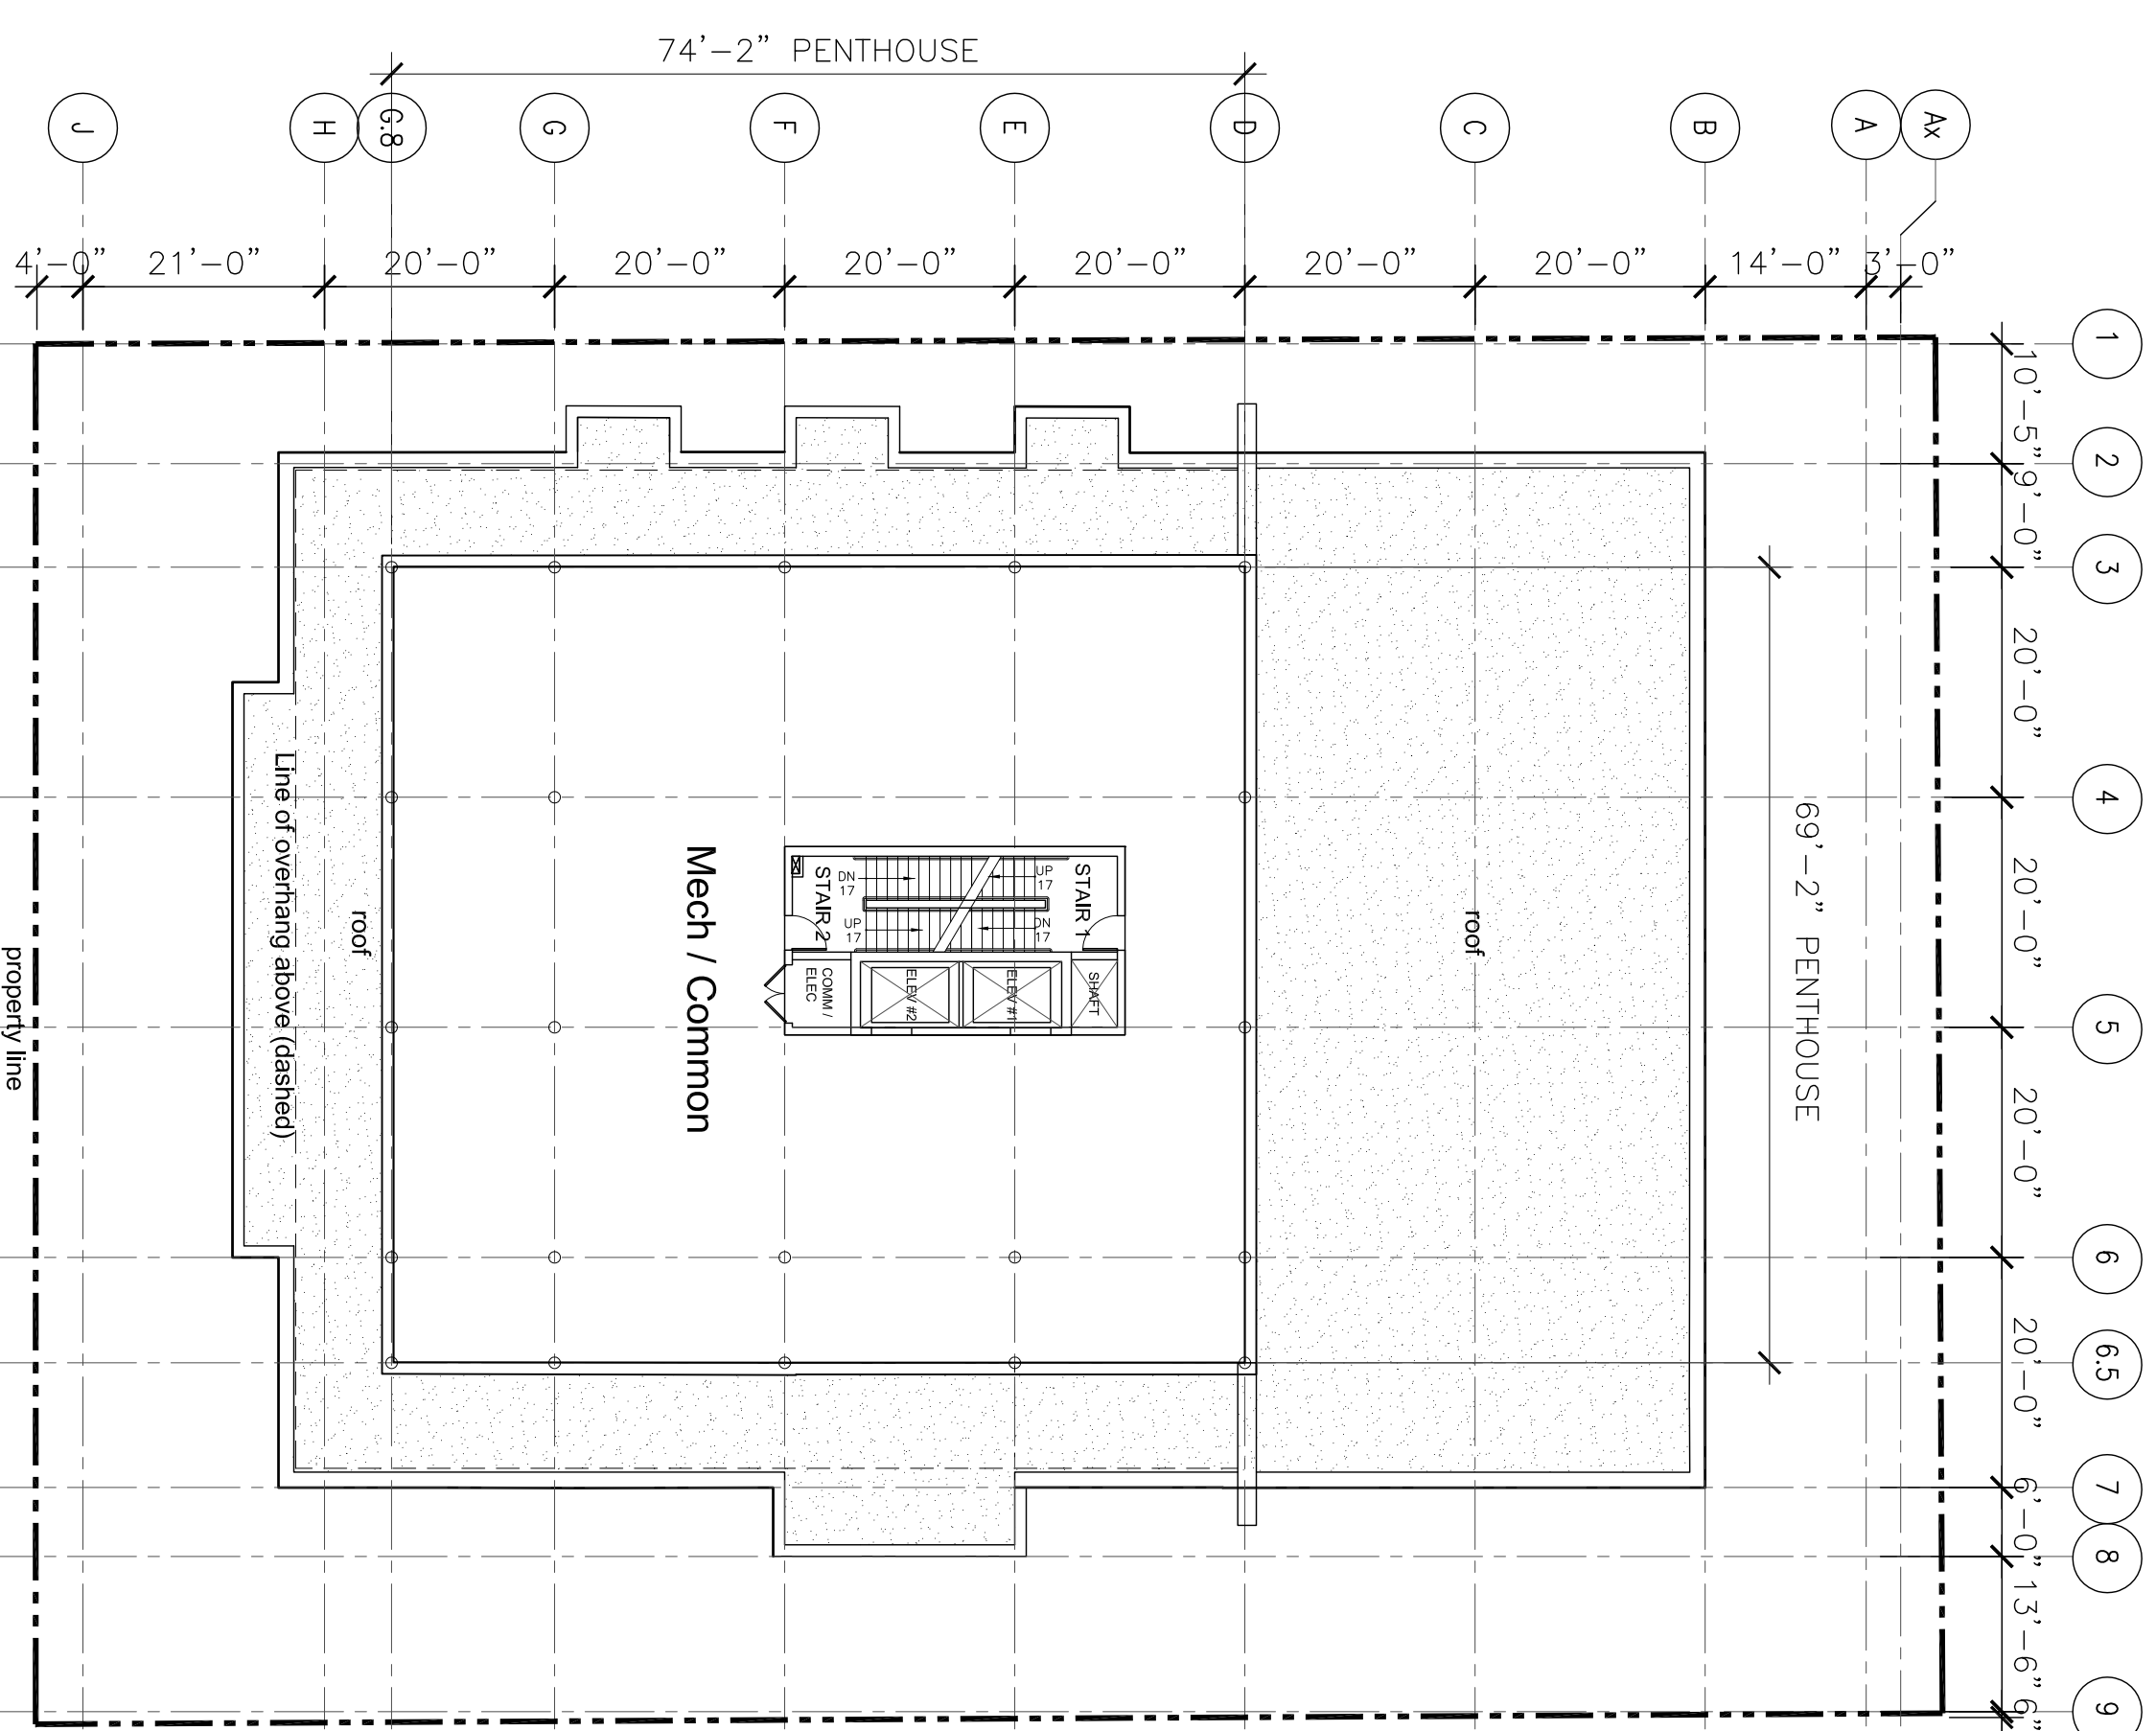 74'-2" PENTHOUSE
J
H
G.8
G
F
E
D
C
B
A
Ax
4'-0"
21'-0"
20'-0"
20'-0"
20'-0"
20'-0"
20'-0"
20'-0"
14'-0"
3'-0"
1
10'-5"
2
9'-0"
3
20'-0"
4
20'-0"
5
20'-0"
6
6.5
20'-0"
7
6'-0"
8
13'-6"
6"
9
69'-2" PENTHOUSE
roof
STAIR 1
UP
17
DN
17
STAIR 2
DN
17
UP
17
SHAFT
ELEV #1
ELEV #2
COMM /
ELEC
Mech / Common
roof
Line of overhang above (dashed)
property line